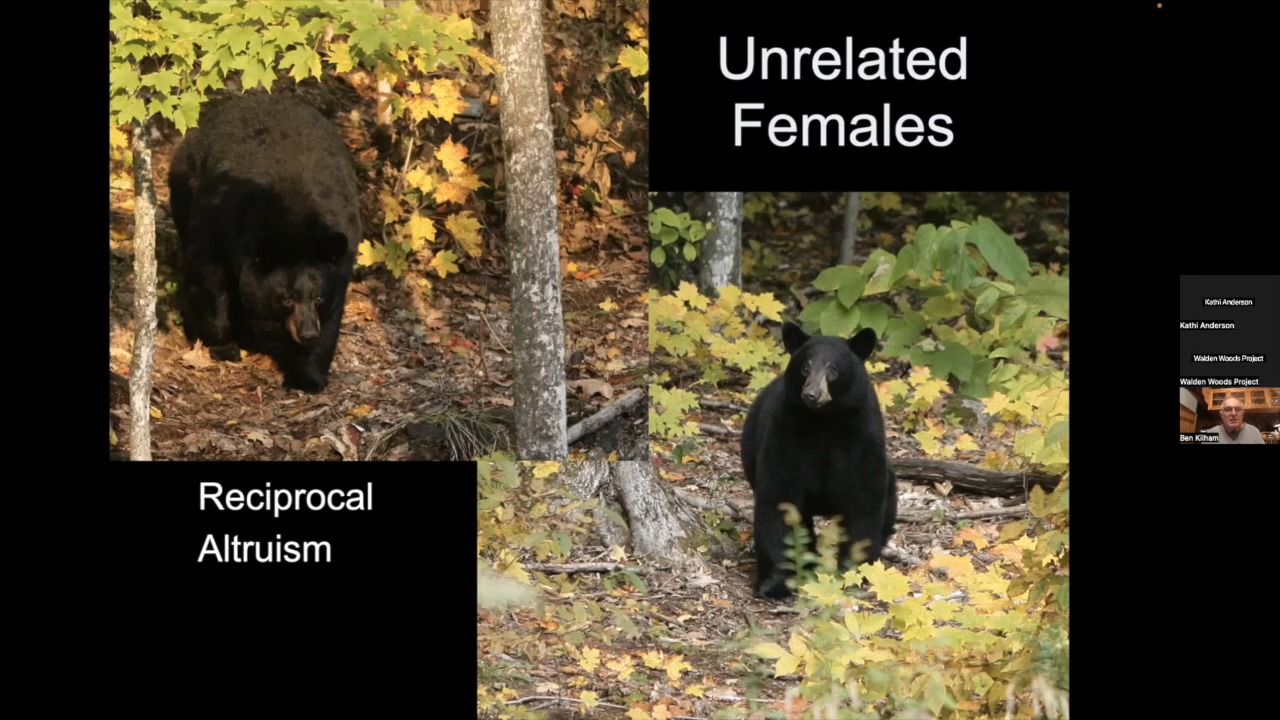 Unrelated
Females
Reciprocal
Altruism
Kathi Anderson
Kathi Anderson
Walden Woods Project
Walden Woods Project
Ben Kilham